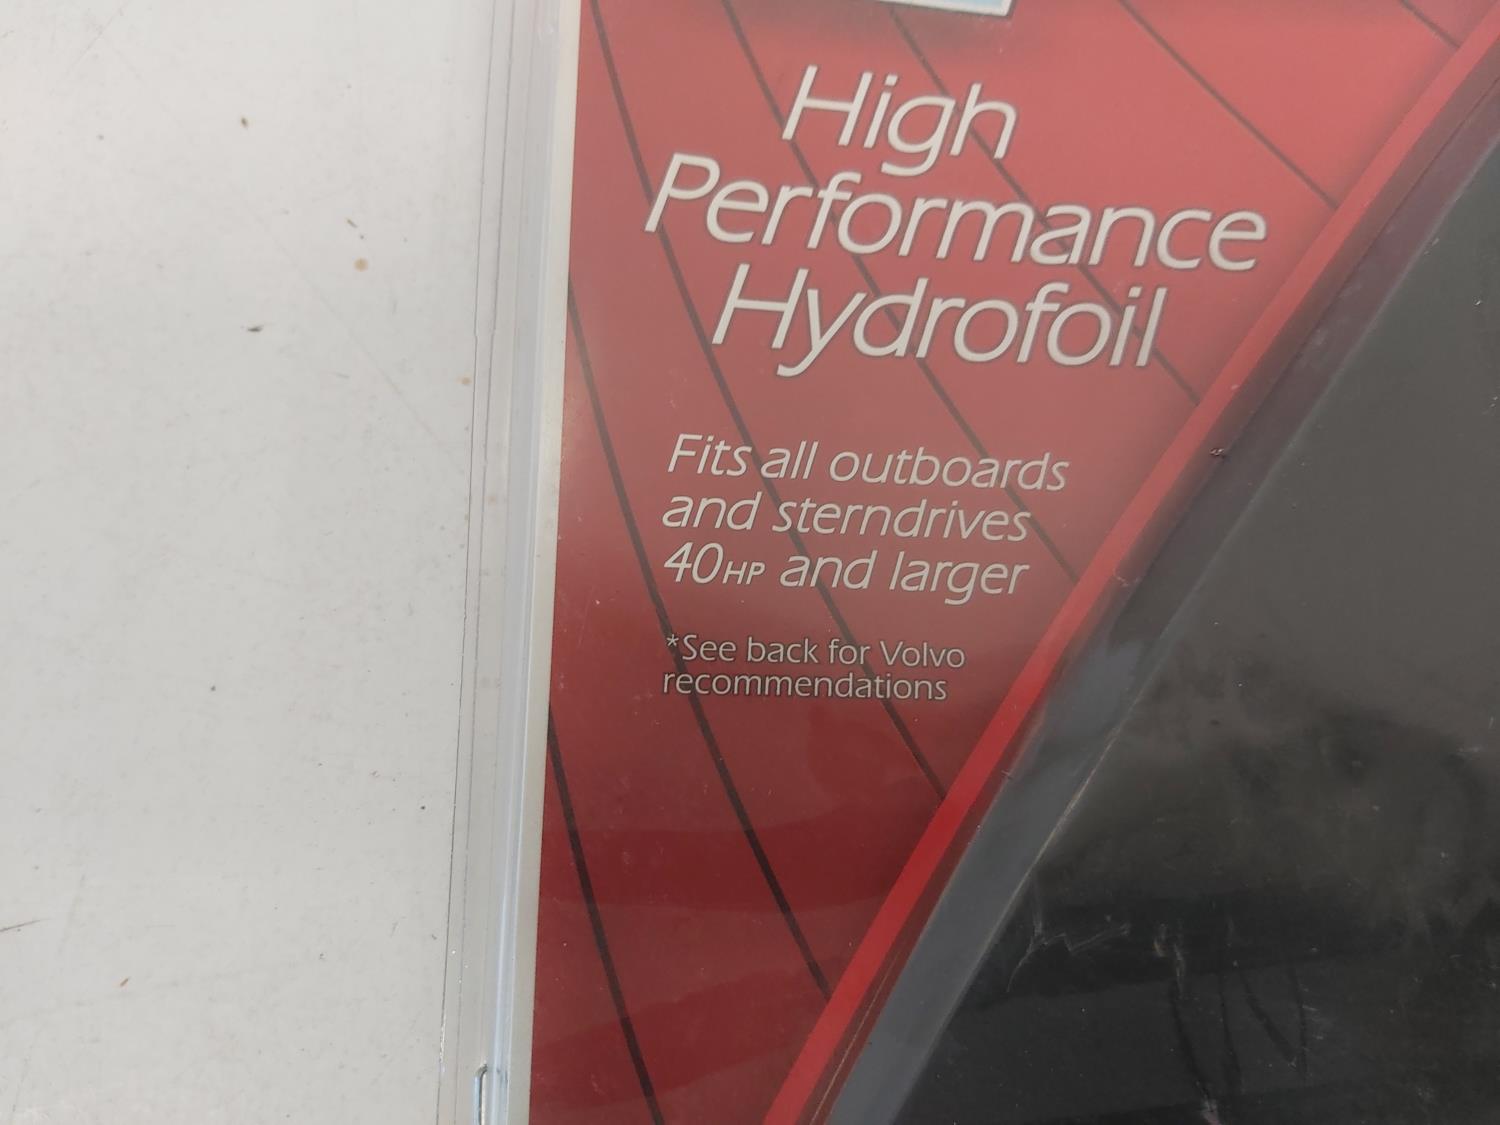 High
Performance
Hydrofoil
Fits all outboards
and sterndrives
40HP and larger
*See back for Volvo
recommendations